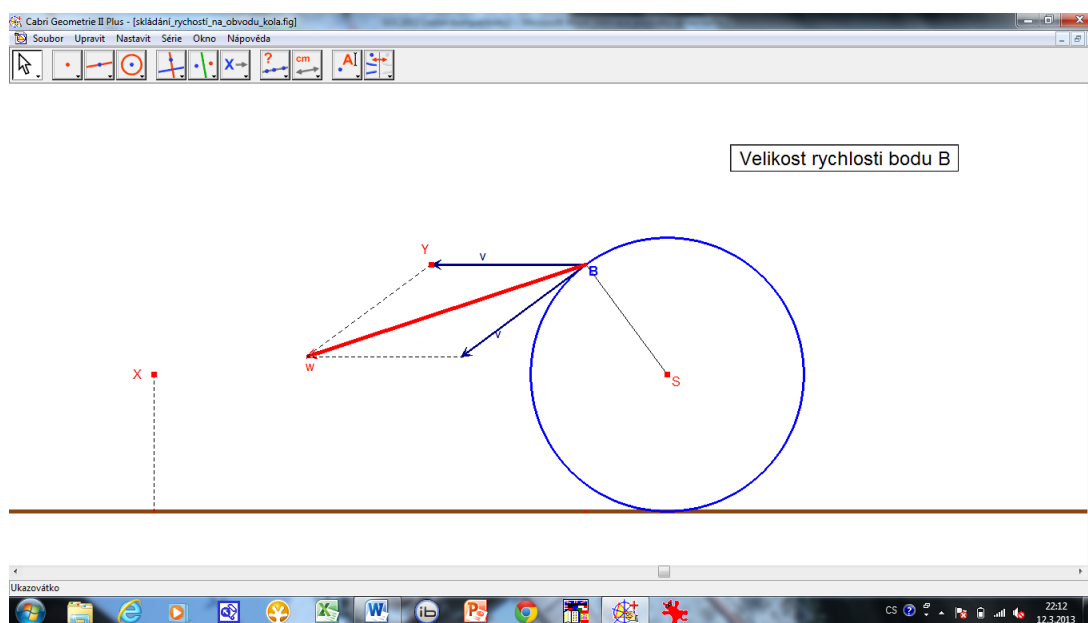 Cabri Geometrie II Plus - [skládání_rychostí_na_obvodu_kola.fig]
Soubor Upravit Nastavit Série Okno Nápověda
? cm A
X
Velikost rychlosti bodu B
Y
v
B
v
w
X
S
Ukazovátko
CS
22:12
12.3.2013